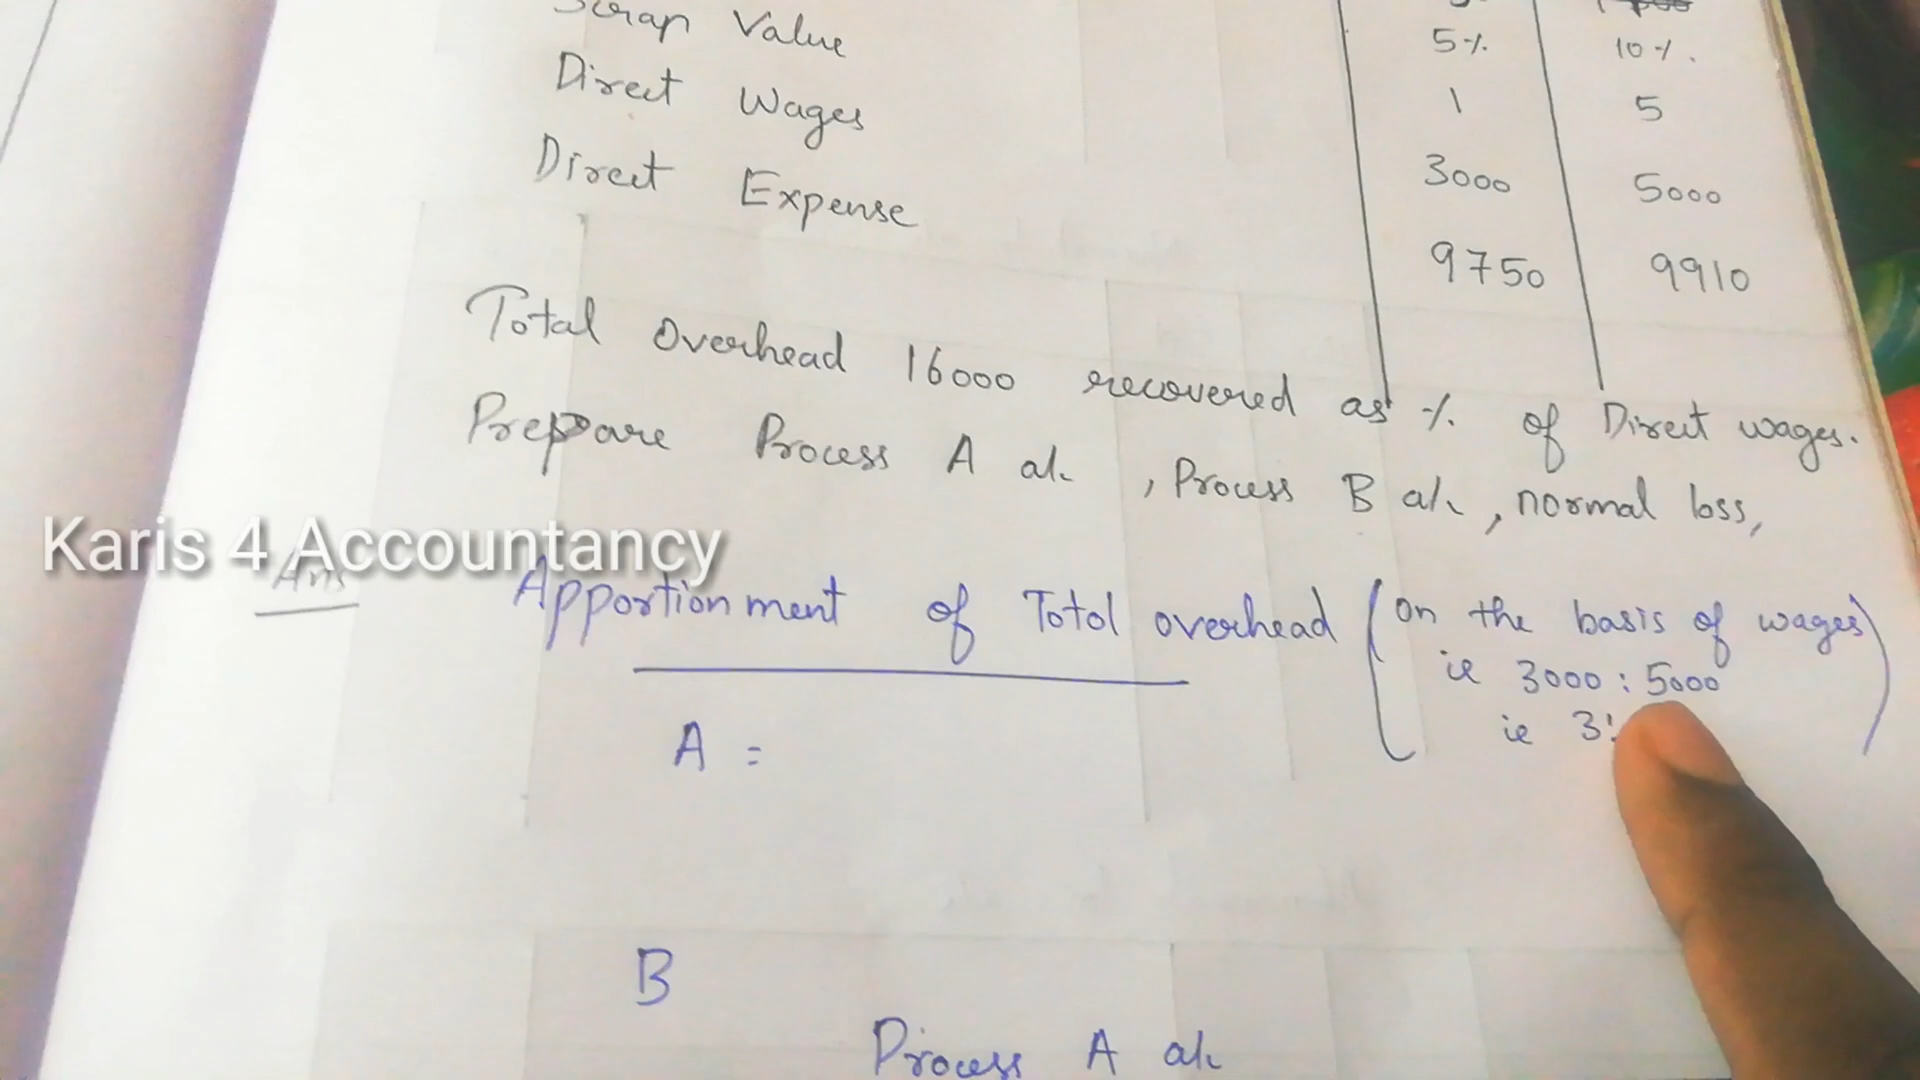 Scrap Value 5%. 10%.
Direct Wages 1 5
Direct Expense 3000 5000
9750 9910
Total Overhead 16000 recovered as %. of Direct wages.
Prepare Process A a/c, Process B a/c, normal loss,
Karis 4 Accountancy
Ans
Apportionment of Total overhead (on the basis of wages)
ie 3000 : 5000
ie 3:
A =
B
Process A a/c